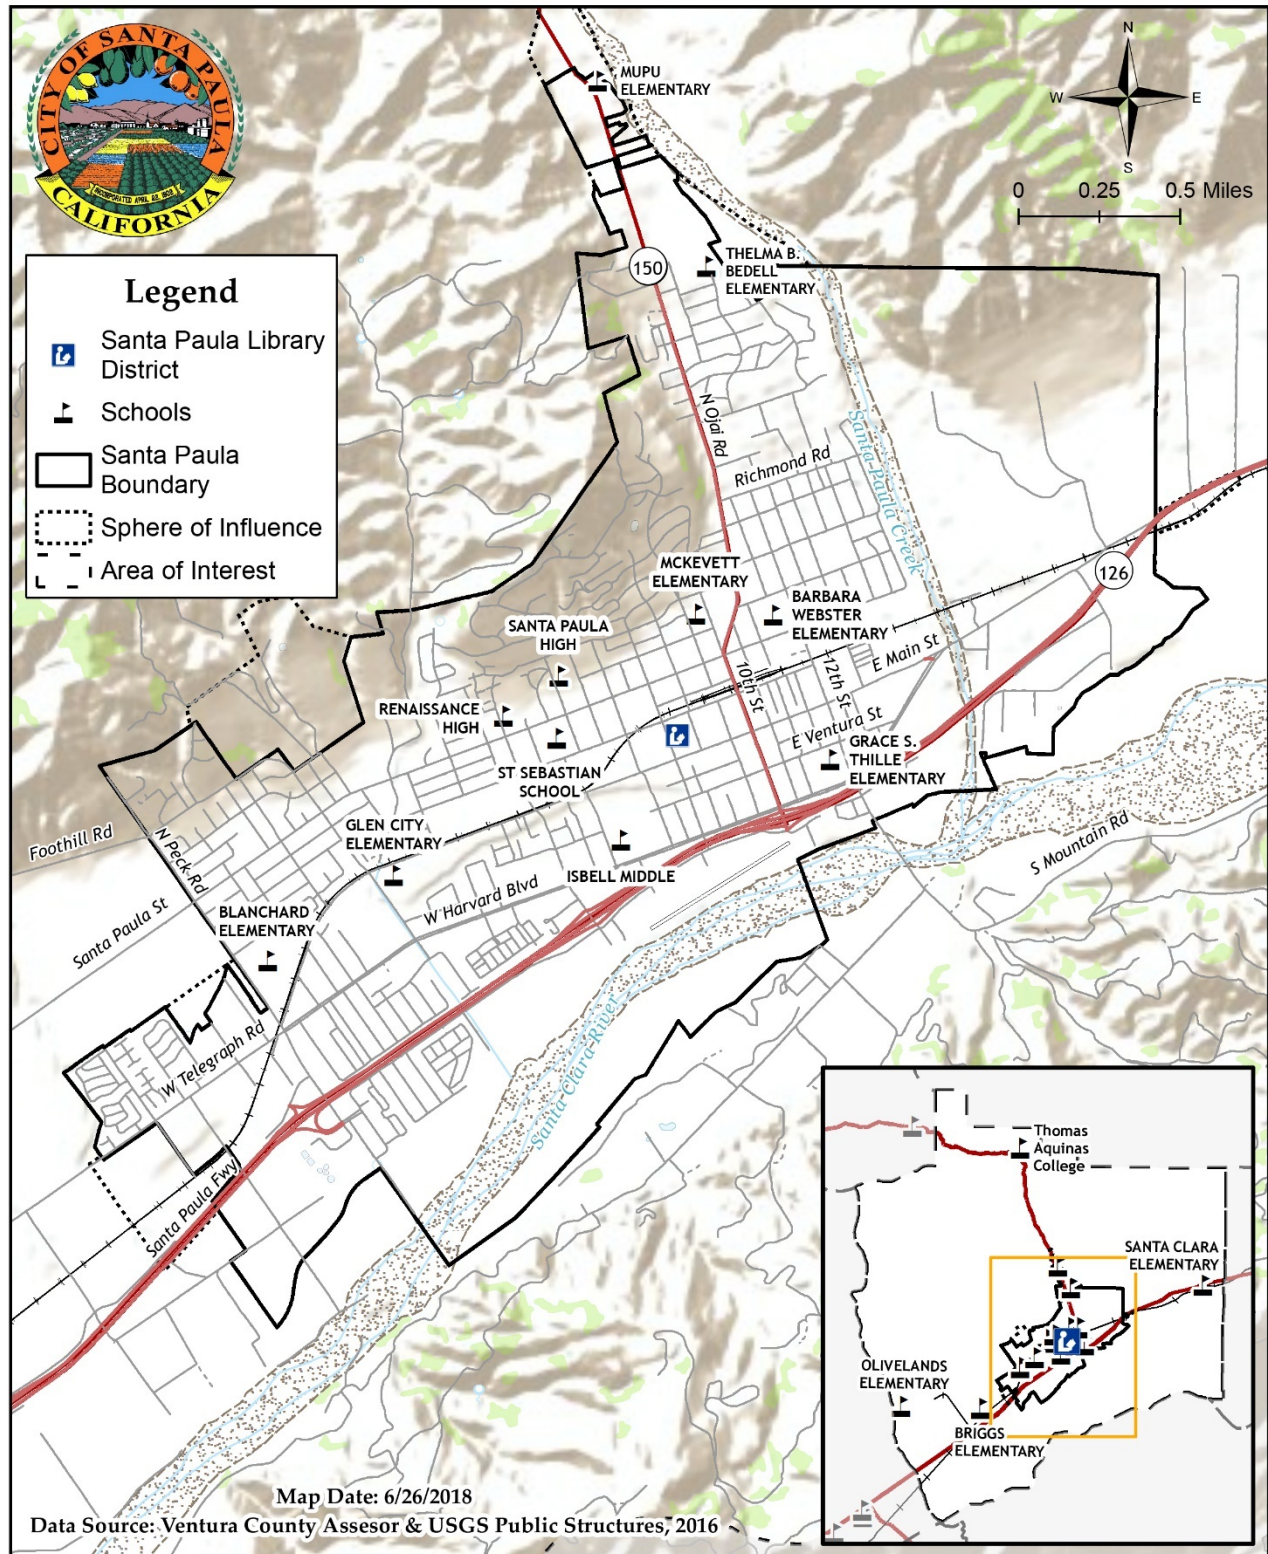 CITY OF SANTA PAULA
INCORPORATED APRIL 22, 1902
CALIFORNIA
N
W E
S
0 0.25 0.5 Miles
Legend
Santa Paula Library
District
Schools
Santa Paula
Boundary
Sphere of Influence
Area of Interest
MUPU
ELEMENTARY
THELMA B.
BEDELL
ELEMENTARY
150
N Ojai Rd
Richmond Rd
Santa Paula Creek
126
MCKEVETT
ELEMENTARY
BARBARA
WEBSTER
ELEMENTARY
SANTA PAULA
HIGH
E Main St
10th St
12th St
RENAISSANCE
HIGH
E Ventura St
GRACE S.
THILLE
ELEMENTARY
ST SEBASTIAN
SCHOOL
GLEN CITY
ELEMENTARY
ISBELL MIDDLE
S Mountain Rd
Foothill Rd
N Peck Rd
W Harvard Blvd
BLANCHARD
ELEMENTARY
Santa Paula St
W Telegraph Rd
Santa Clara River
Santa Paula Fwy
Thomas
Aquinas
College
SANTA CLARA
ELEMENTARY
OLIVELANDS
ELEMENTARY
BRIGGS
ELEMENTARY
Map Date: 6/26/2018
Data Source: Ventura County Assesor & USGS Public Structures, 2016